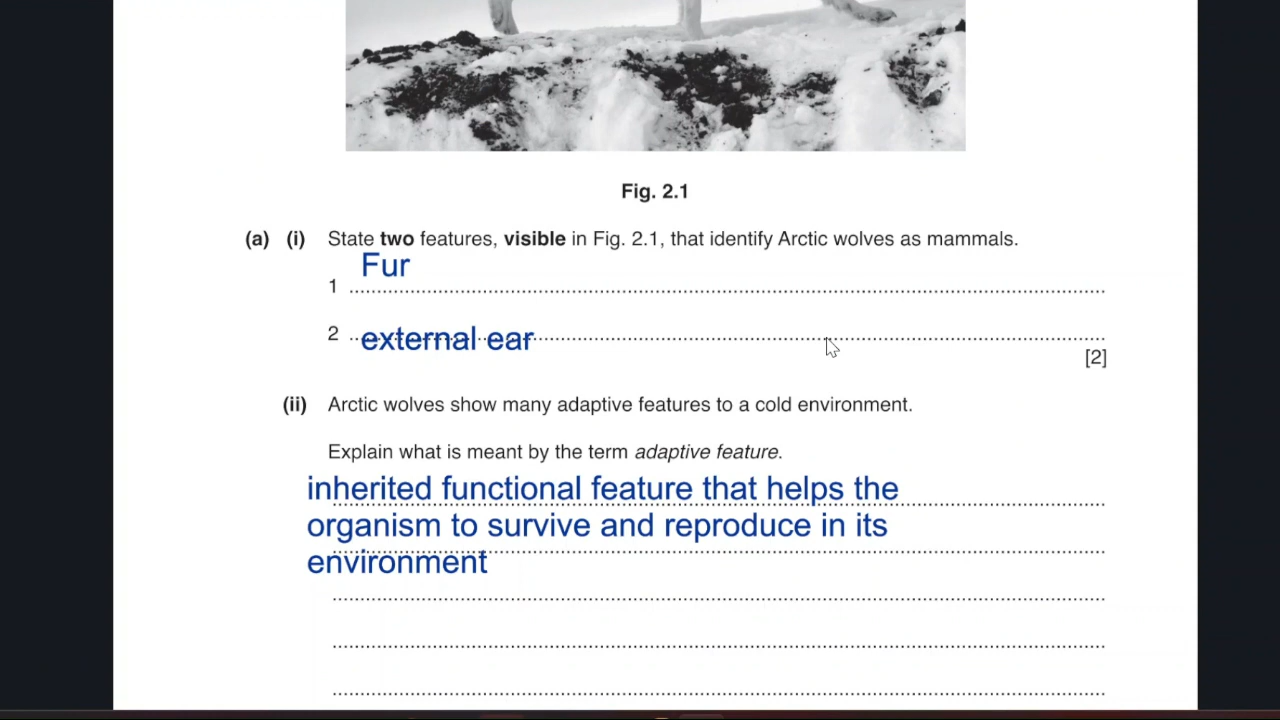 Fig. 2.1
(a) (i) State two features, visible in Fig. 2.1, that identify Arctic wolves as mammals.
Fur
1
2 external ear
[2]
(ii) Arctic wolves show many adaptive features to a cold environment.
Explain what is meant by the term adaptive feature.
inherited functional feature that helps the
organism to survive and reproduce in its
environment